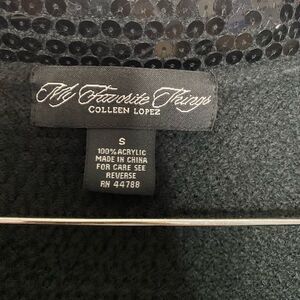 My Favorite Things
COLLEEN LOPEZ
S
100% ACRYLIC
MADE IN CHINA
FOR CARE SEE
REVERSE
RN 44788